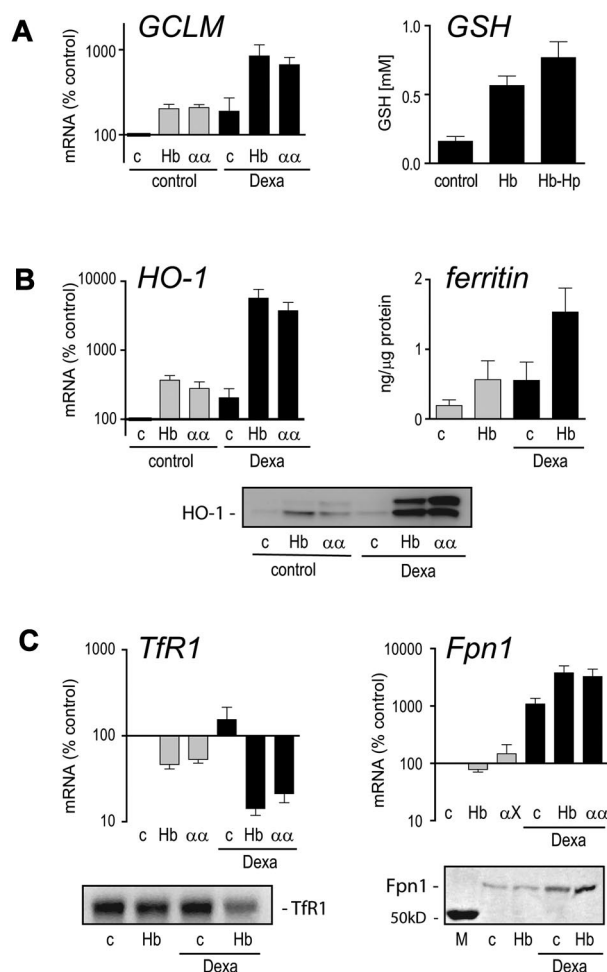 A
GCLM
mRNA (% control)
1000
100
c Hb αα c Hb αα
control Dexa
GSH
GSH [mM]
1.0
0.5
0.0
control Hb Hb-Hp
B
HO-1
mRNA (% control)
10000
1000
100
c Hb αα c Hb αα
control Dexa
ferritin
ng/µg protein
2
1
0
c Hb c Hb
Dexa
HO-1 -
c Hb αα c Hb αα
control Dexa
C
TfR1
mRNA (% control)
1000
100
10
c Hb αα c Hb αα
Dexa
- TfR1
c Hb c Hb
Dexa
Fpn1
mRNA (% control)
10000
1000
100
10
c Hb αX c Hb αα
Dexa
Fpn1 -
50kD -
M c Hb c Hb
Dexa